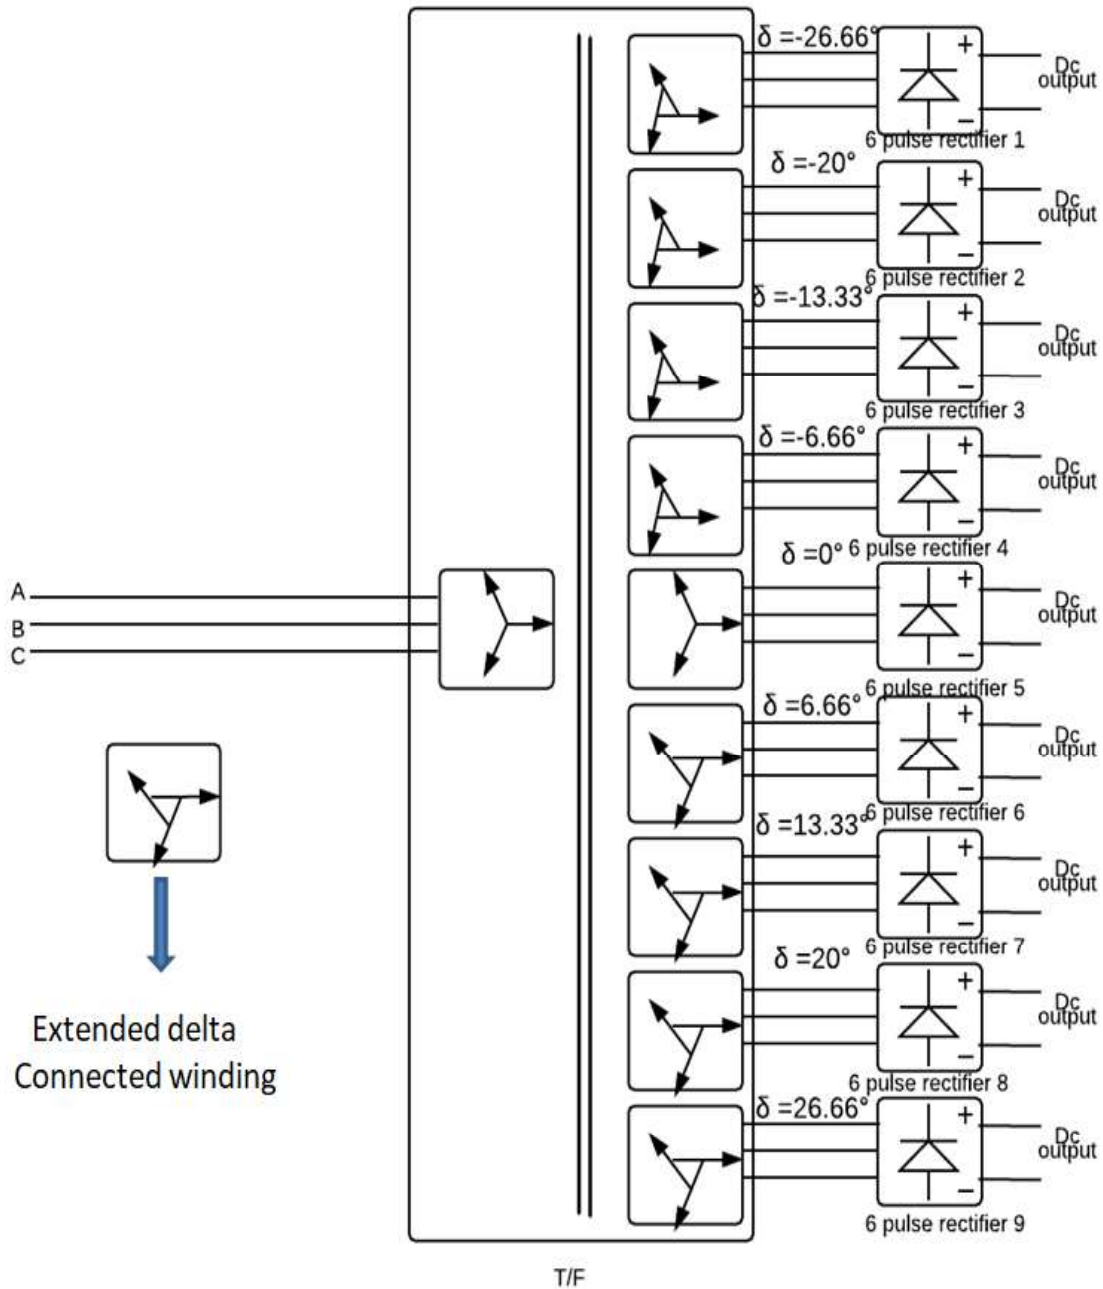 δ =-26.66°
+
Dc
output
−
6 pulse rectifier 1
δ =-20°
+
Dc
output
−
6 pulse rectifier 2
δ =-13.33°
+
Dc
output
−
6 pulse rectifier 3
δ =-6.66°
+
Dc
output
−
6 pulse rectifier 4
δ =0°
+
Dc
output
−
6 pulse rectifier 5
A
B
C
δ =6.66°
+
Dc
output
−
6 pulse rectifier 6
δ =13.33°
+
Dc
output
−
6 pulse rectifier 7
δ =20°
+
Dc
output
−
6 pulse rectifier 8
δ =26.66°
+
Dc
output
−
6 pulse rectifier 9
Extended delta
Connected winding
T/F